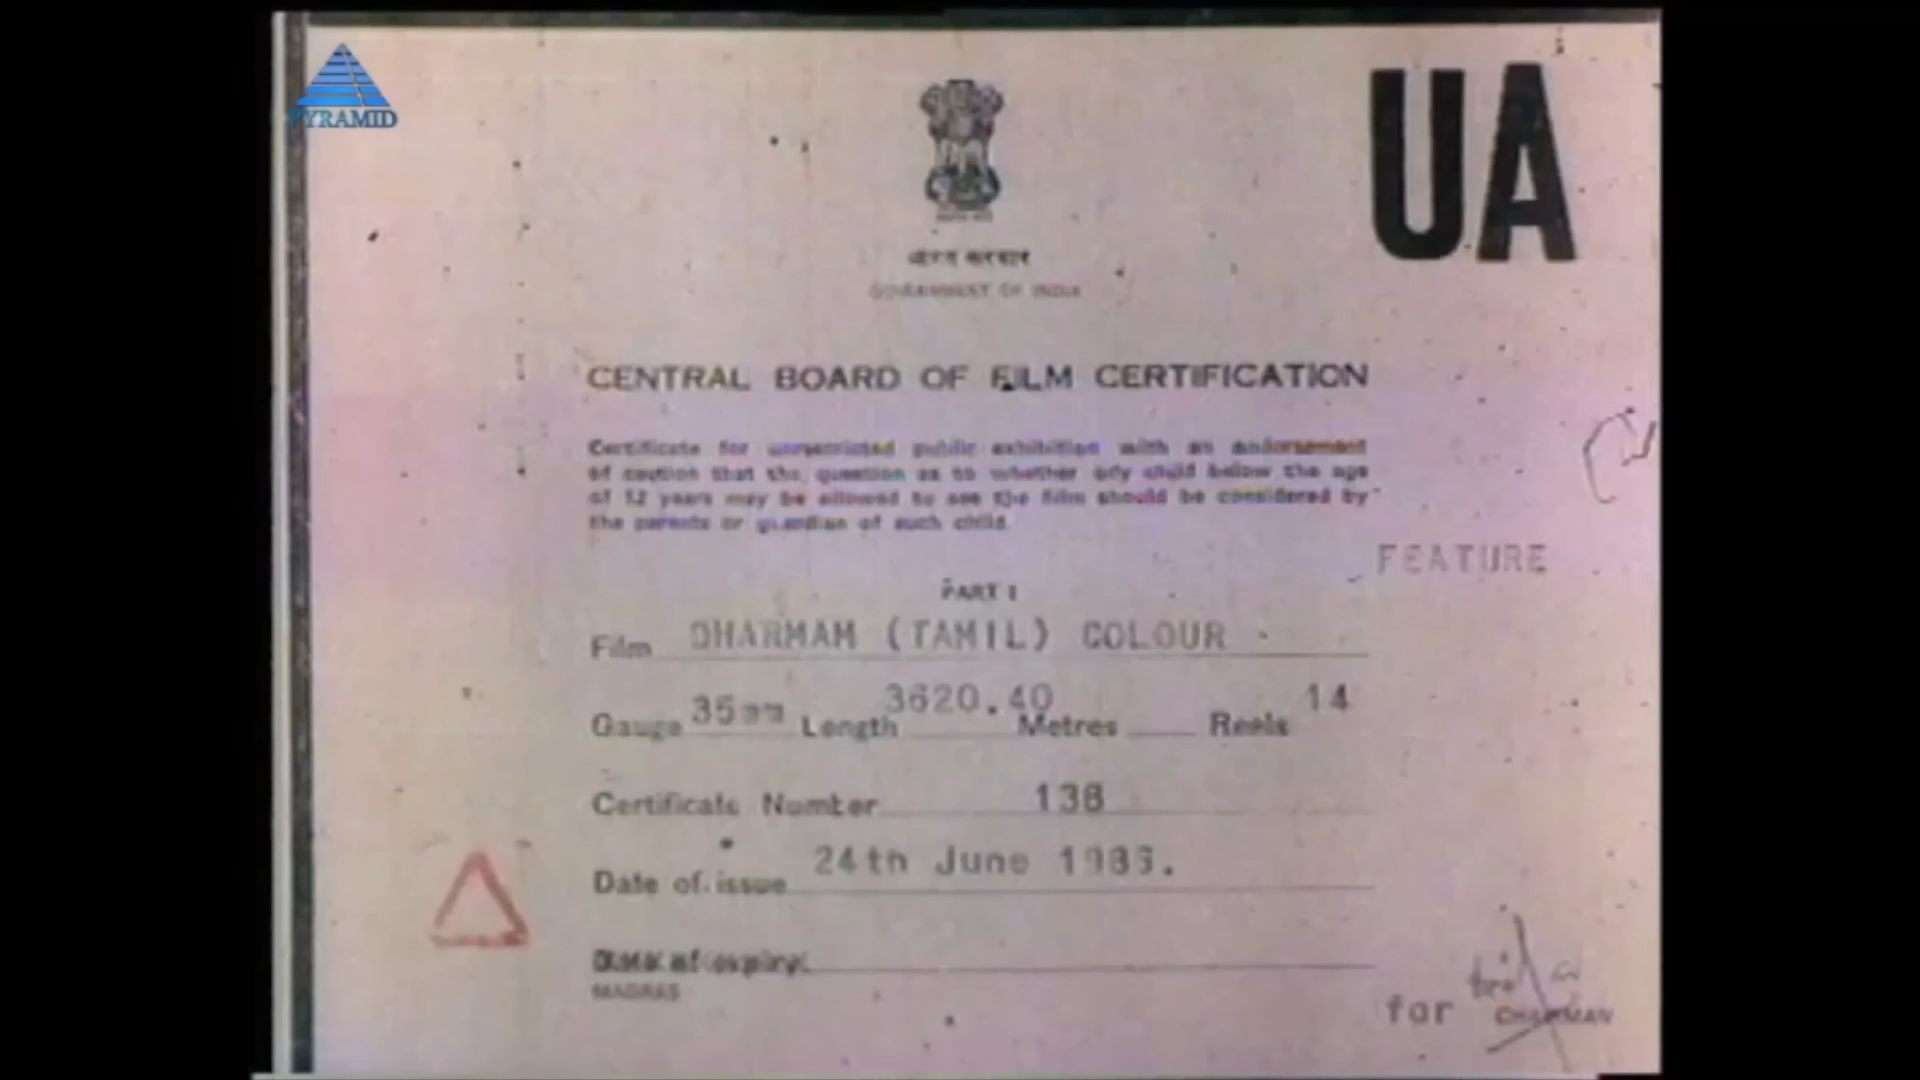 PYRAMID
UA
भारत सरकार
GOVERNMENT OF INDIA
CENTRAL BOARD OF FILM CERTIFICATION
Certificate for unrestricted public exhibition with an endorsement
of caution that the question as to whether any child below the age
of 12 years may be allowed to see the film should be considered by
the parents or guardian of such child
FEATURE
PART I
Film DHARMAM (TAMIL) COLOUR
Gauge 35mm Length 3620.40 Metres Reels 14
Certificate Number 138
Date of issue 24th June
Date of expiry
MADRAS
for CHAIRMAN